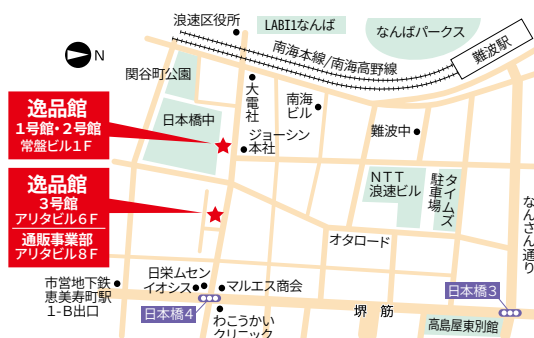 浪速区役所
LABI1なんば
なんばパークス
N
南海本線/南海高野線
難波駅
関谷町公園
大電社
南海
ビル
逸品館
1号館・2号館
常盤ビル1F
日本橋中
ジョーシン
本社
難波中
逸品館
3号館
アリタビル6F
通販事業部
アリタビル8F
NTT
浪速ビル
タイムズ
駐車場
なんさん通り
オタロード
市営地下鉄
恵美寿町駅
1-B出口
日栄ムセン
イオシス
マルエス商会
日本橋4
わこうかい
クリニック
堺筋
日本橋3
高島屋東別館